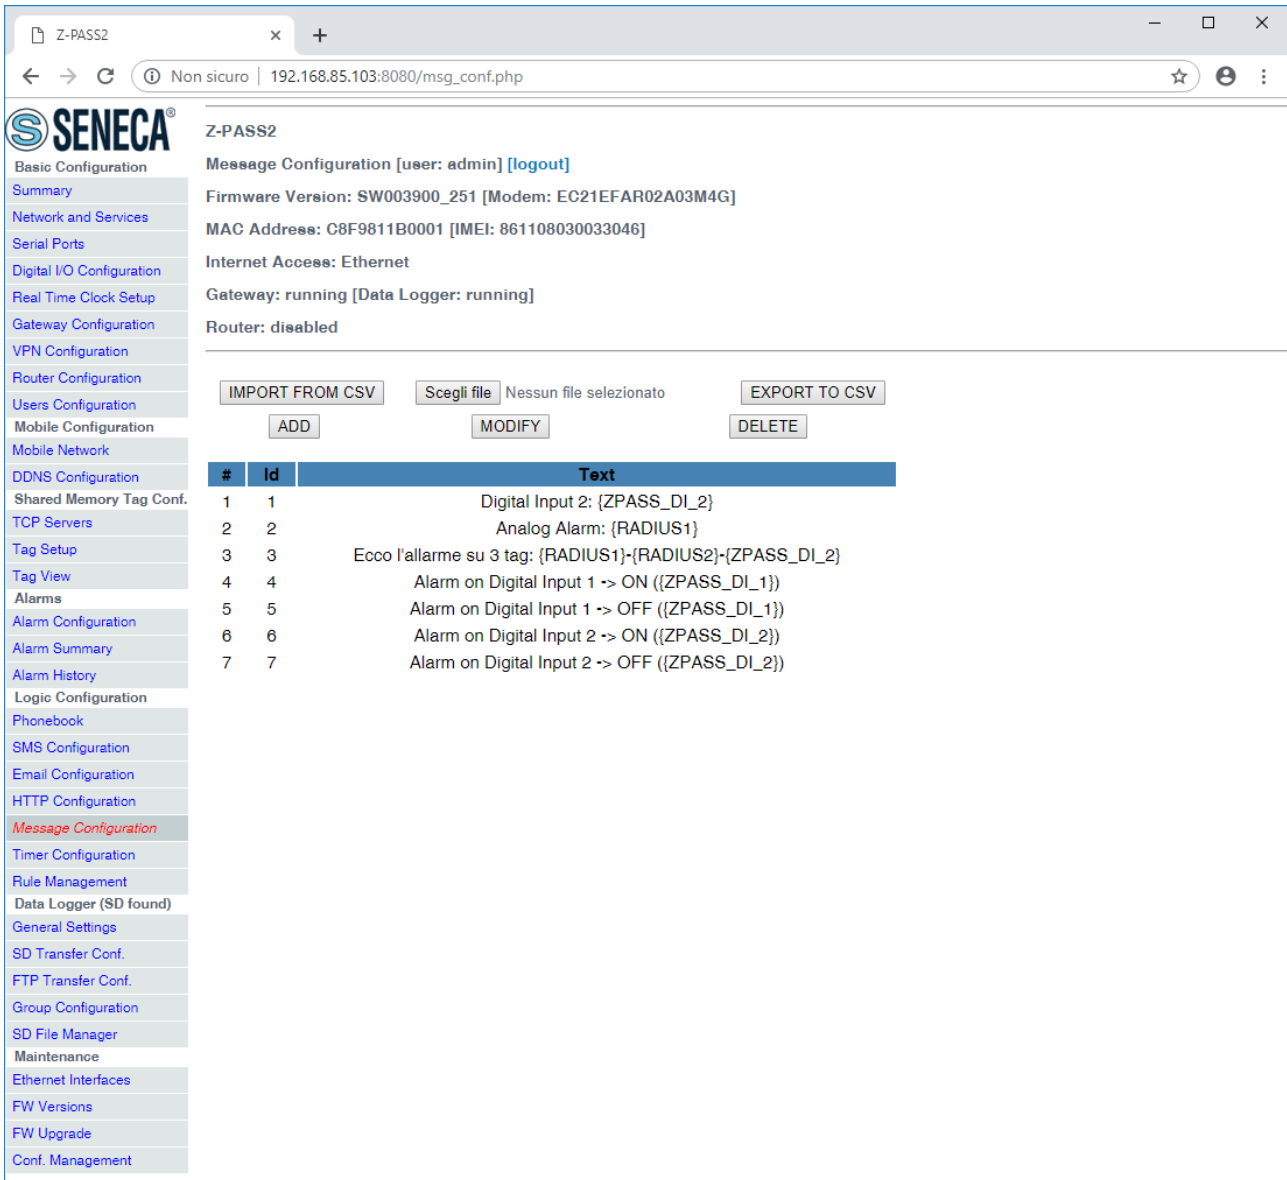 Z-PASS2
Non sicuro | 192.168.85.103:8080/msg_conf.php
SENECA®
Basic Configuration
Summary
Network and Services
Serial Ports
Digital I/O Configuration
Real Time Clock Setup
Gateway Configuration
VPN Configuration
Router Configuration
Users Configuration
Mobile Configuration
Mobile Network
DDNS Configuration
Shared Memory Tag Conf.
TCP Servers
Tag Setup
Tag View
Alarms
Alarm Configuration
Alarm Summary
Alarm History
Logic Configuration
Phonebook
SMS Configuration
Email Configuration
HTTP Configuration
Message Configuration
Timer Configuration
Rule Management
Data Logger (SD found)
General Settings
SD Transfer Conf.
FTP Transfer Conf.
Group Configuration
SD File Manager
Maintenance
Ethernet Interfaces
FW Versions
FW Upgrade
Conf. Management
Z-PASS2
Message Configuration [user: admin] [logout]
Firmware Version: SW003900_251 [Modem: EC21EFAR02A03M4G]
MAC Address: C8F9811B0001 [IMEI: 861108030033046]
Internet Access: Ethernet
Gateway: running [Data Logger: running]
Router: disabled
IMPORT FROM CSV Scegli file Nessun file selezionato EXPORT TO CSV
ADD MODIFY DELETE
# Id Text
1 1 Digital Input 2: {ZPASS_DI_2}
2 2 Analog Alarm: {RADIUS1}
3 3 Ecco l'allarme su 3 tag: {RADIUS1}-{RADIUS2}-{ZPASS_DI_2}
4 4 Alarm on Digital Input 1 -> ON ({ZPASS_DI_1})
5 5 Alarm on Digital Input 1 -> OFF ({ZPASS_DI_1})
6 6 Alarm on Digital Input 2 -> ON ({ZPASS_DI_2})
7 7 Alarm on Digital Input 2 -> OFF ({ZPASS_DI_2})